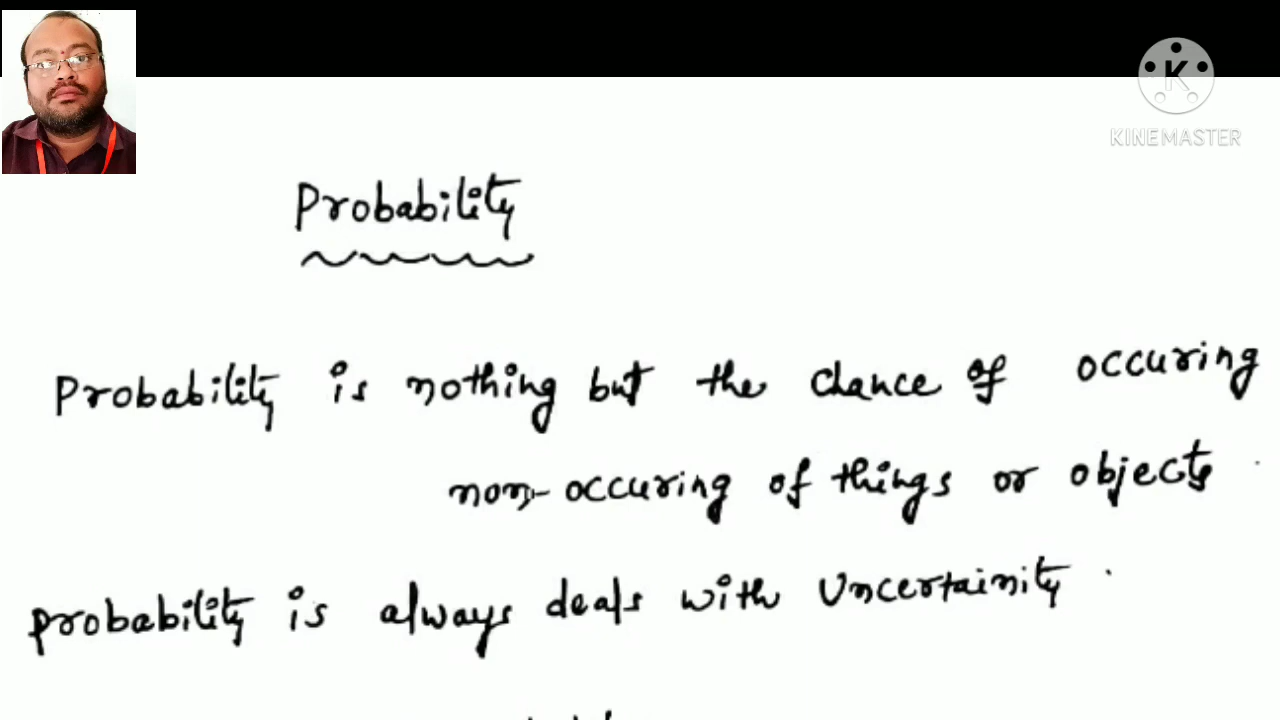 KINEMASTER
Probability
Probability is nothing but the chance of occuring
non-occuring of things or objects.
probability is always deals with Uncertainity.